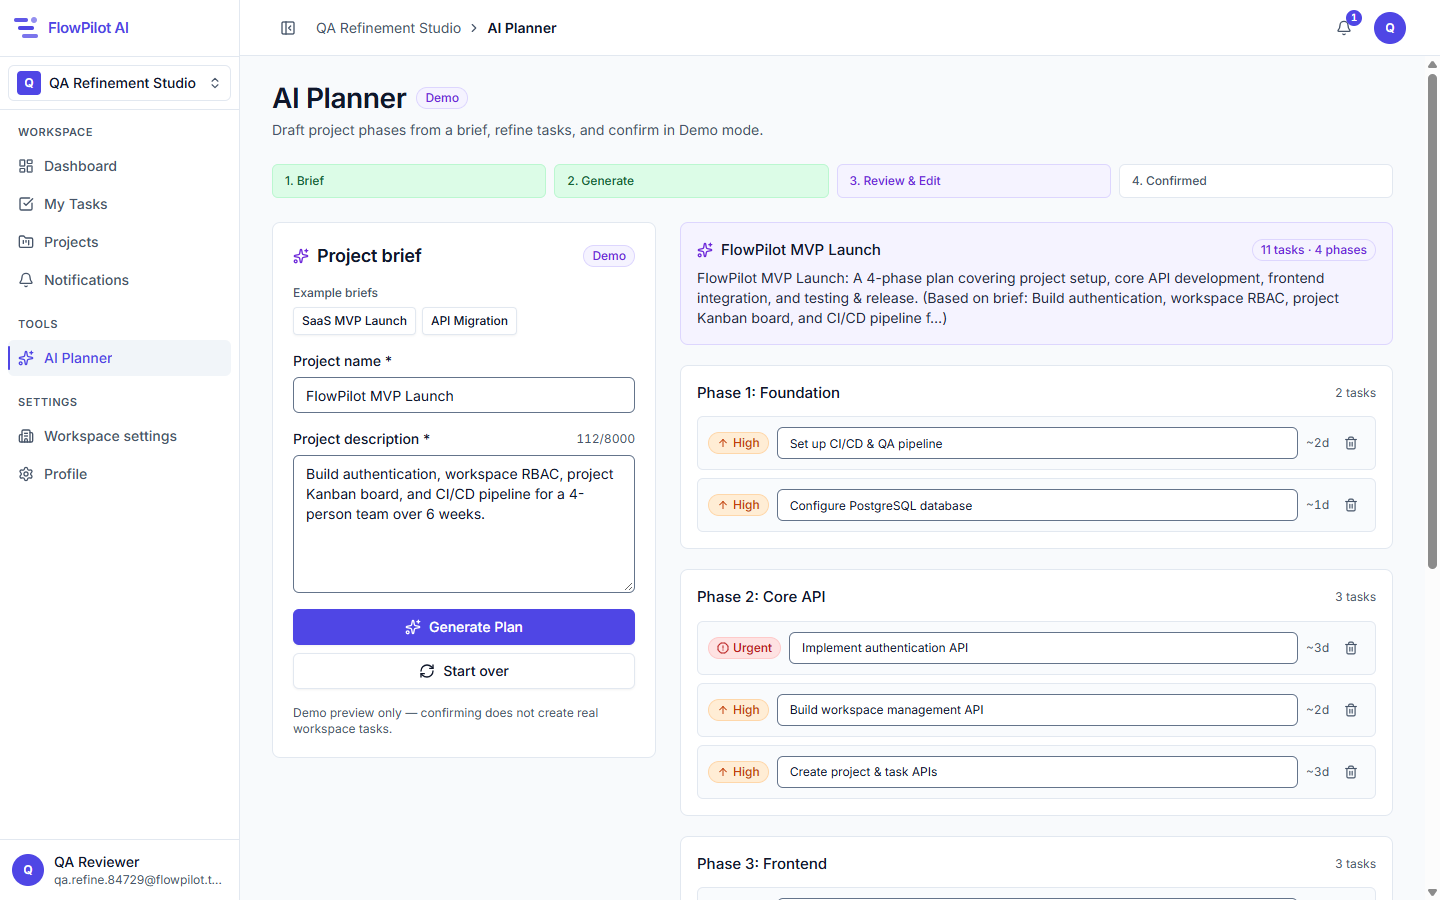 FlowPilot AI
Q QA Refinement Studio
WORKSPACE
Dashboard
My Tasks
Projects
Notifications
TOOLS
AI Planner
SETTINGS
Workspace settings
Profile
Q
QA Reviewer
qa.refine.84729@flowpilot.t...
QA Refinement Studio > AI Planner
1
Q
AI Planner Demo
Draft project phases from a brief, refine tasks, and confirm in Demo mode.
1. Brief
2. Generate
3. Review & Edit
4. Confirmed
Project brief Demo
Example briefs
SaaS MVP Launch API Migration
Project name *
FlowPilot MVP Launch
Project description * 112/8000
Build authentication, workspace RBAC, project
Kanban board, and CI/CD pipeline for a 4-
person team over 6 weeks.
Generate Plan
Start over
Demo preview only — confirming does not create real
workspace tasks.
FlowPilot MVP Launch 11 tasks · 4 phases
FlowPilot MVP Launch: A 4-phase plan covering project setup, core API development, frontend
integration, and testing & release. (Based on brief: Build authentication, workspace RBAC, project
Kanban board, and CI/CD pipeline f...)
Phase 1: Foundation 2 tasks
High Set up CI/CD & QA pipeline ~2d
High Configure PostgreSQL database ~1d
Phase 2: Core API 3 tasks
Urgent Implement authentication API ~3d
High Build workspace management API ~2d
High Create project & task APIs ~3d
Phase 3: Frontend 3 tasks